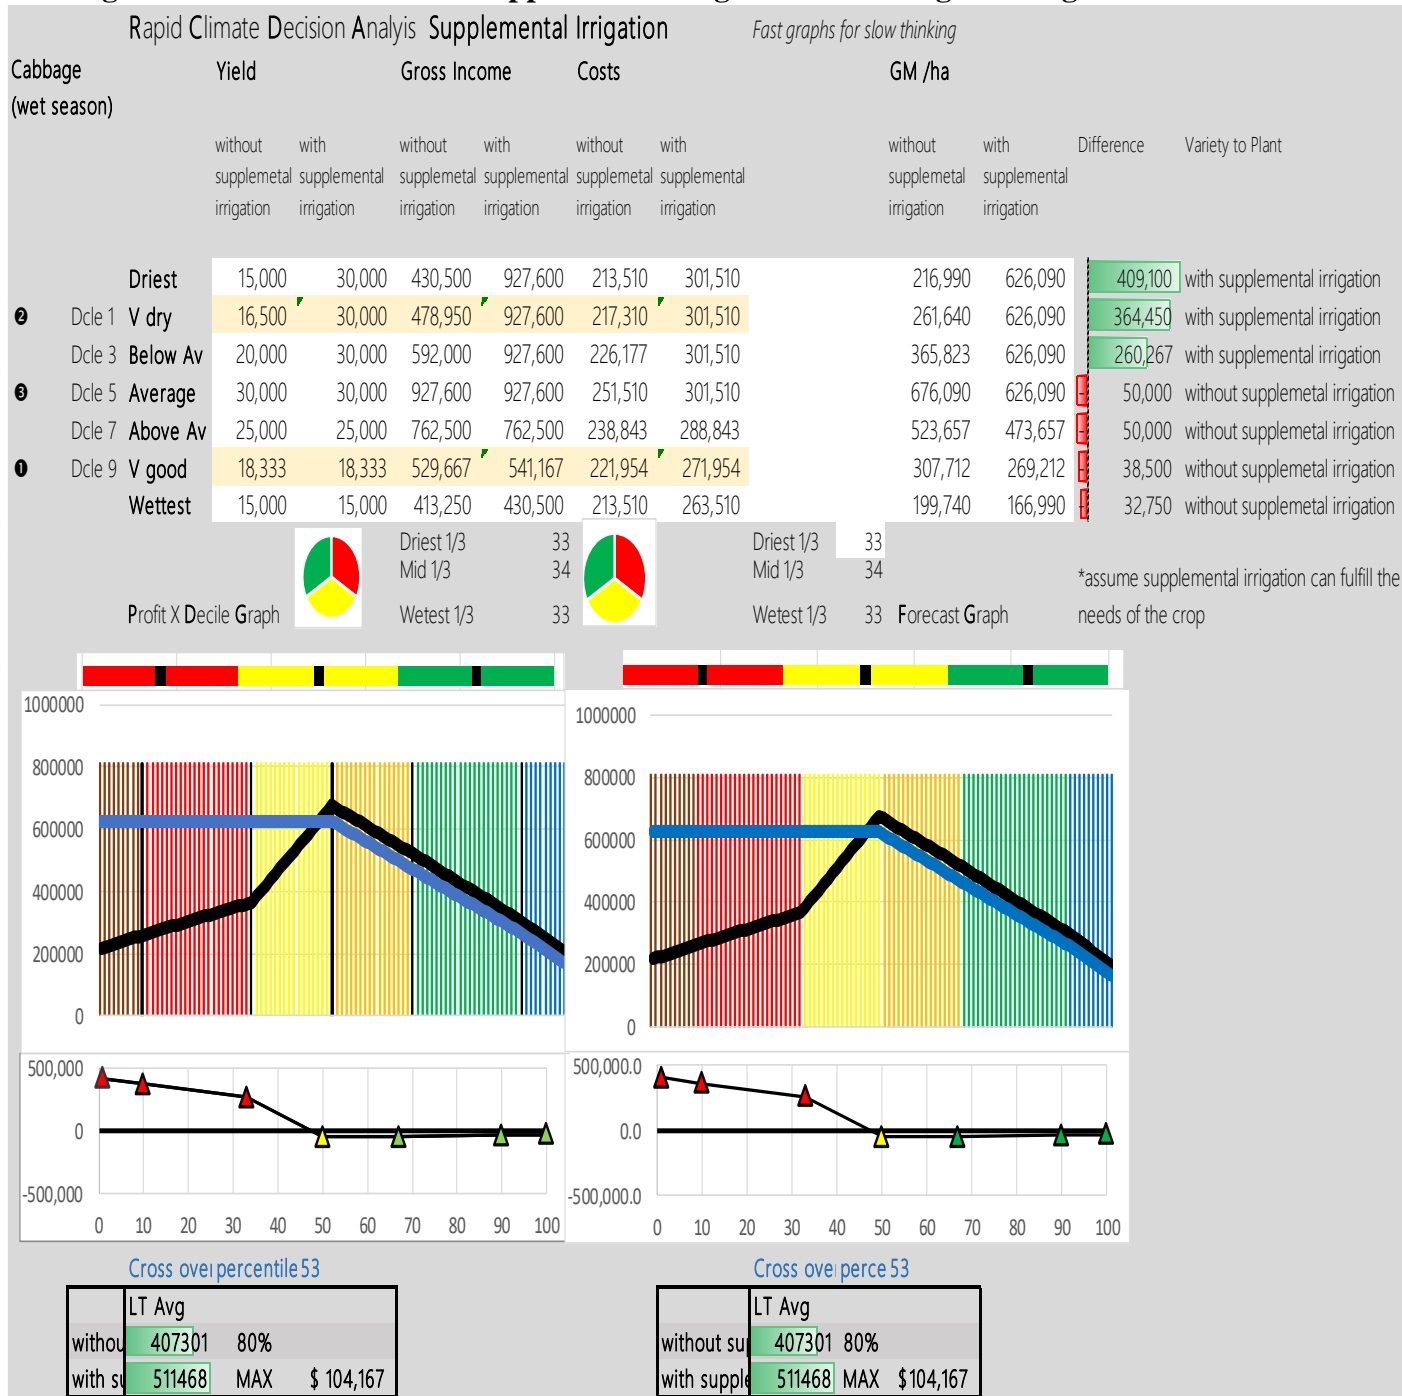 Rapid Climate Decision Analyis Supplemental Irrigation Fast graphs for slow thinking
Cabbage Yield Gross Income Costs GM /ha
(wet season)
without with without with without with without with Difference Variety to Plant
supplemetal supplemental supplemetal supplemental supplemetal supplemental supplemetal supplemental
irrigation irrigation irrigation irrigation irrigation irrigation irrigation irrigation
Driest 15,000 30,000 430,500 927,600 213,510 301,510 216,990 626,090 409,100 with supplemental irrigation
❷ Dcle 1 V dry 16,500 30,000 478,950 927,600 217,310 301,510 261,640 626,090 364,450 with supplemental irrigation
Dcle 3 Below Av 20,000 30,000 592,000 927,600 226,177 301,510 365,823 626,090 260,267 with supplemental irrigation
❸ Dcle 5 Average 30,000 30,000 927,600 927,600 251,510 301,510 676,090 626,090 - 50,000 without supplemetal irrigation
Dcle 7 Above Av 25,000 25,000 762,500 762,500 238,843 288,843 523,657 473,657 - 50,000 without supplemetal irrigation
❶ Dcle 9 V good 18,333 18,333 529,667 541,167 221,954 271,954 307,712 269,212 - 38,500 without supplemetal irrigation
Wettest 15,000 15,000 413,250 430,500 213,510 263,510 199,740 166,990 - 32,750 without supplemetal irrigation
Driest 1/3 33 Driest 1/3 33
Mid 1/3 34 Mid 1/3 34 *assume supplemental irrigation can fulfill the
Profit X Decile Graph Wetest 1/3 33 Wetest 1/3 33 Forecast Graph needs of the crop
1000000
800000
600000
400000
200000
0
1000000
800000
600000
400000
200000
0
500,000
0
-500,000
0 10 20 30 40 50 60 70 80 90 100
500,000.0
0.0
-500,000.0
0 10 20 30 40 50 60 70 80 90 100
Cross over percentile 53
LT Avg
withou 407301 80%
with su 511468 MAX $ 104,167
Cross over perce 53
LT Avg
without sup 407301 80%
with supple 511468 MAX $104,167